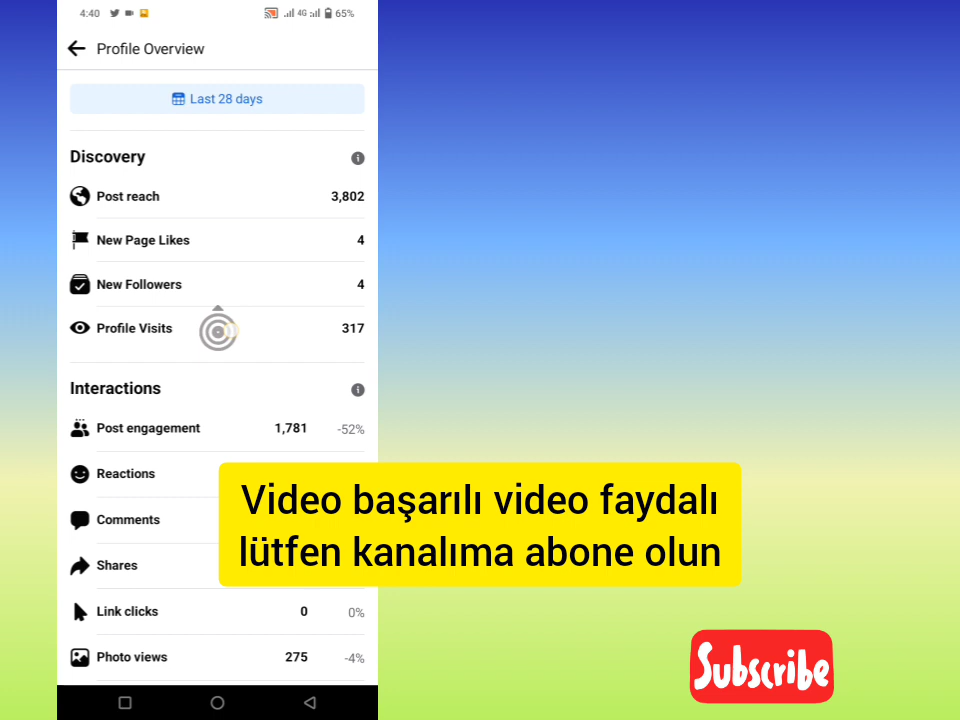 4:40 4G 65%
Profile Overview
Last 28 days
Discovery
Post reach 3,802
New Page Likes 4
New Followers 4
Profile Visits 317
Interactions
Post engagement 1,781 -52%
Reactions
Comments
Shares
Link clicks 0 0%
Photo views 275 -4%
Video başarılı video faydalı
lütfen kanalıma abone olun
Subscribe